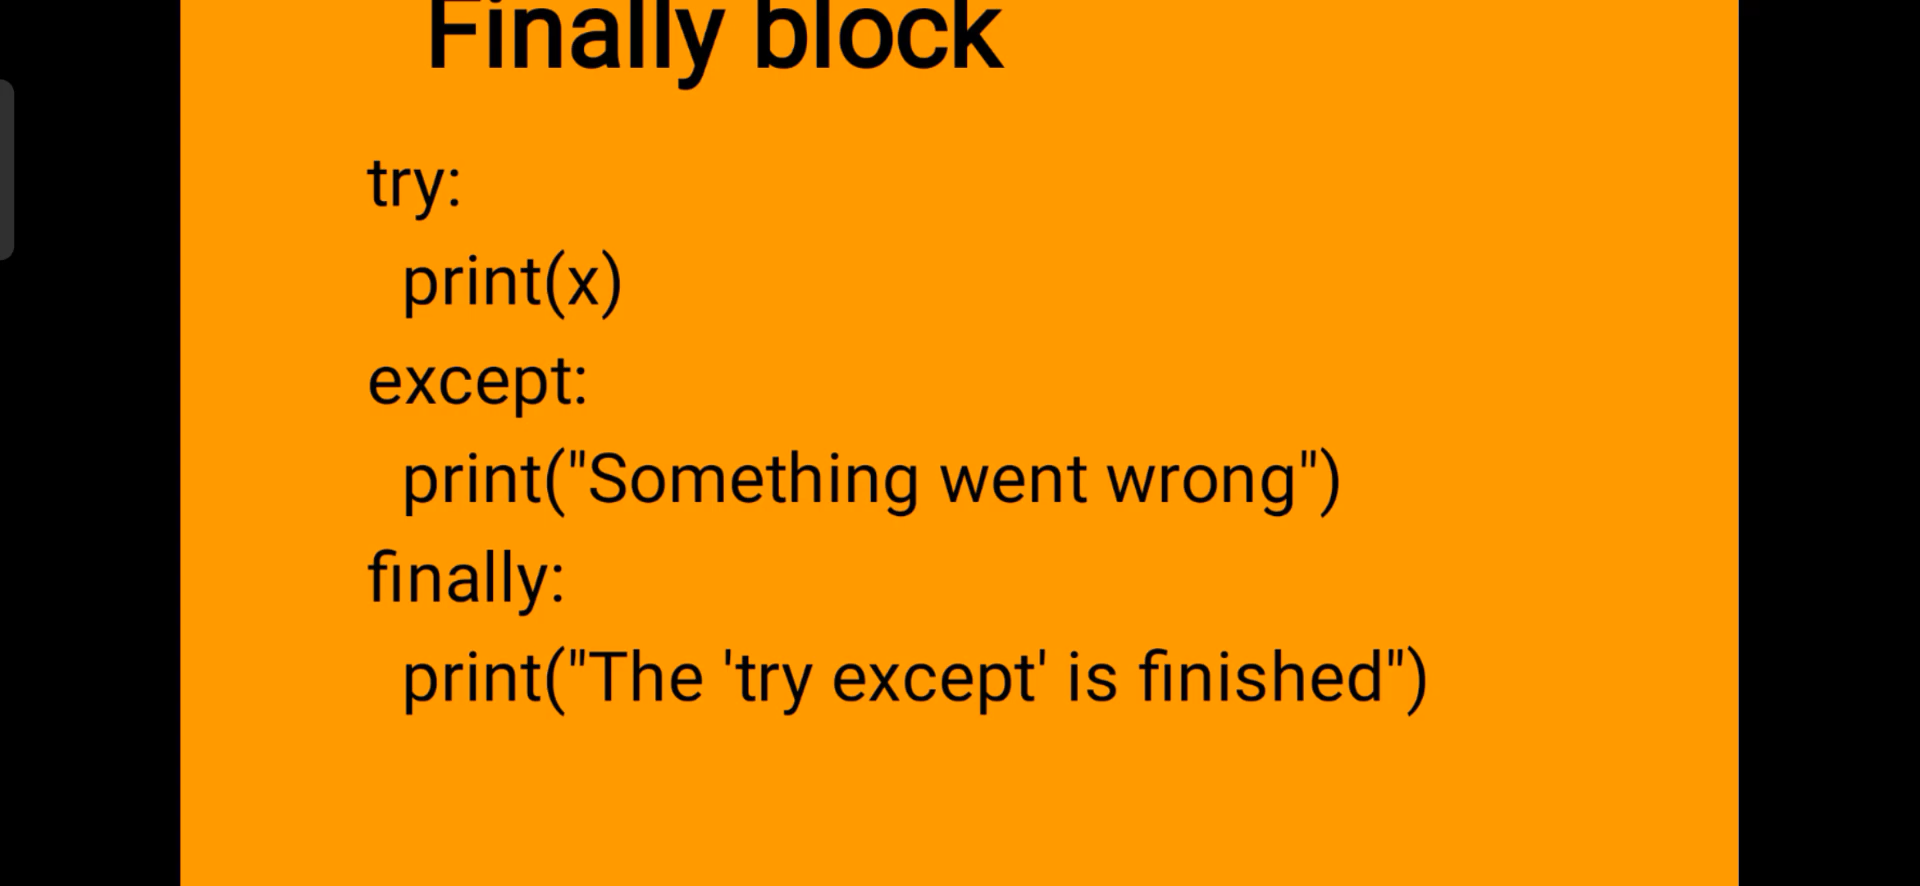 Finally block
try:
print(x)
except:
print("Something went wrong")
finally:
print("The 'try except' is finished")